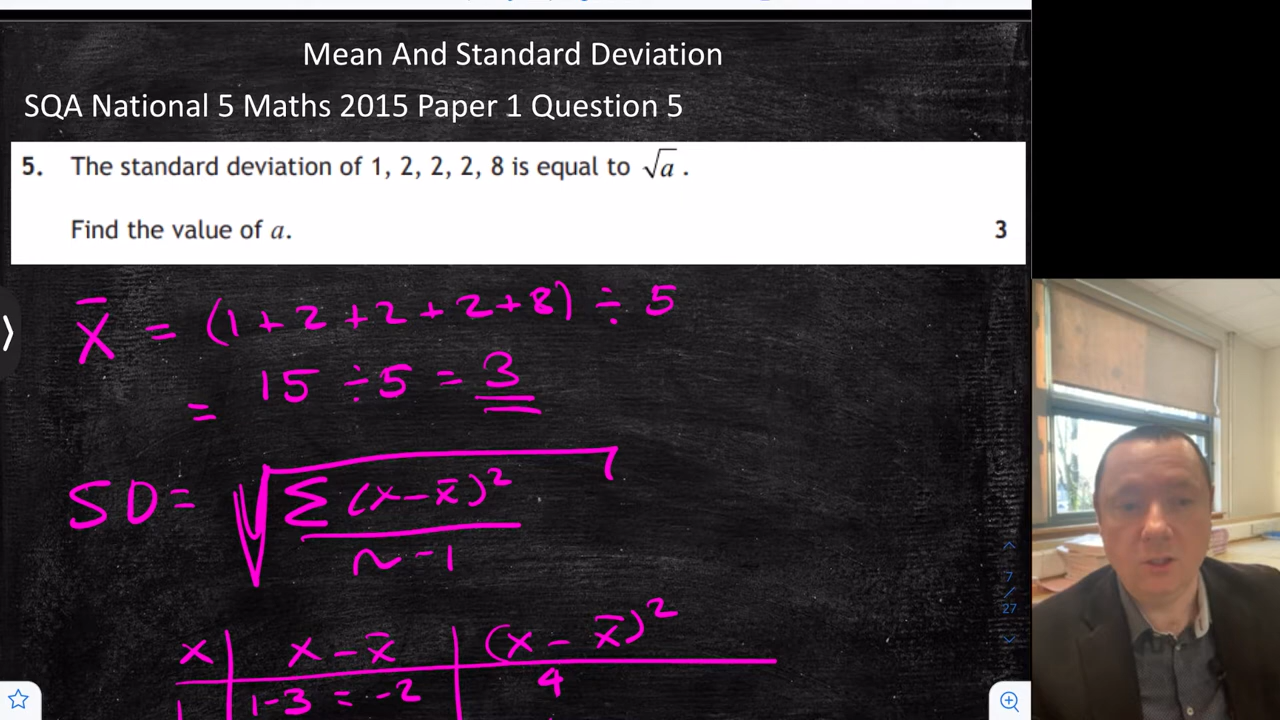 Mean And Standard Deviation
SQA National 5 Maths 2015 Paper 1 Question 5
5. The standard deviation of 1, 2, 2, 2, 8 is equal to √a .
Find the value of a. 3
x̄ = (1 + 2 + 2 + 2 + 8) ÷ 5
= 15 ÷ 5 = 3
SD = √(Σ(x - x̄)² / n - 1)
x | x - x̄ | (x - x̄)²
1 | 1 - 3 = -2 | 4
7
/
27